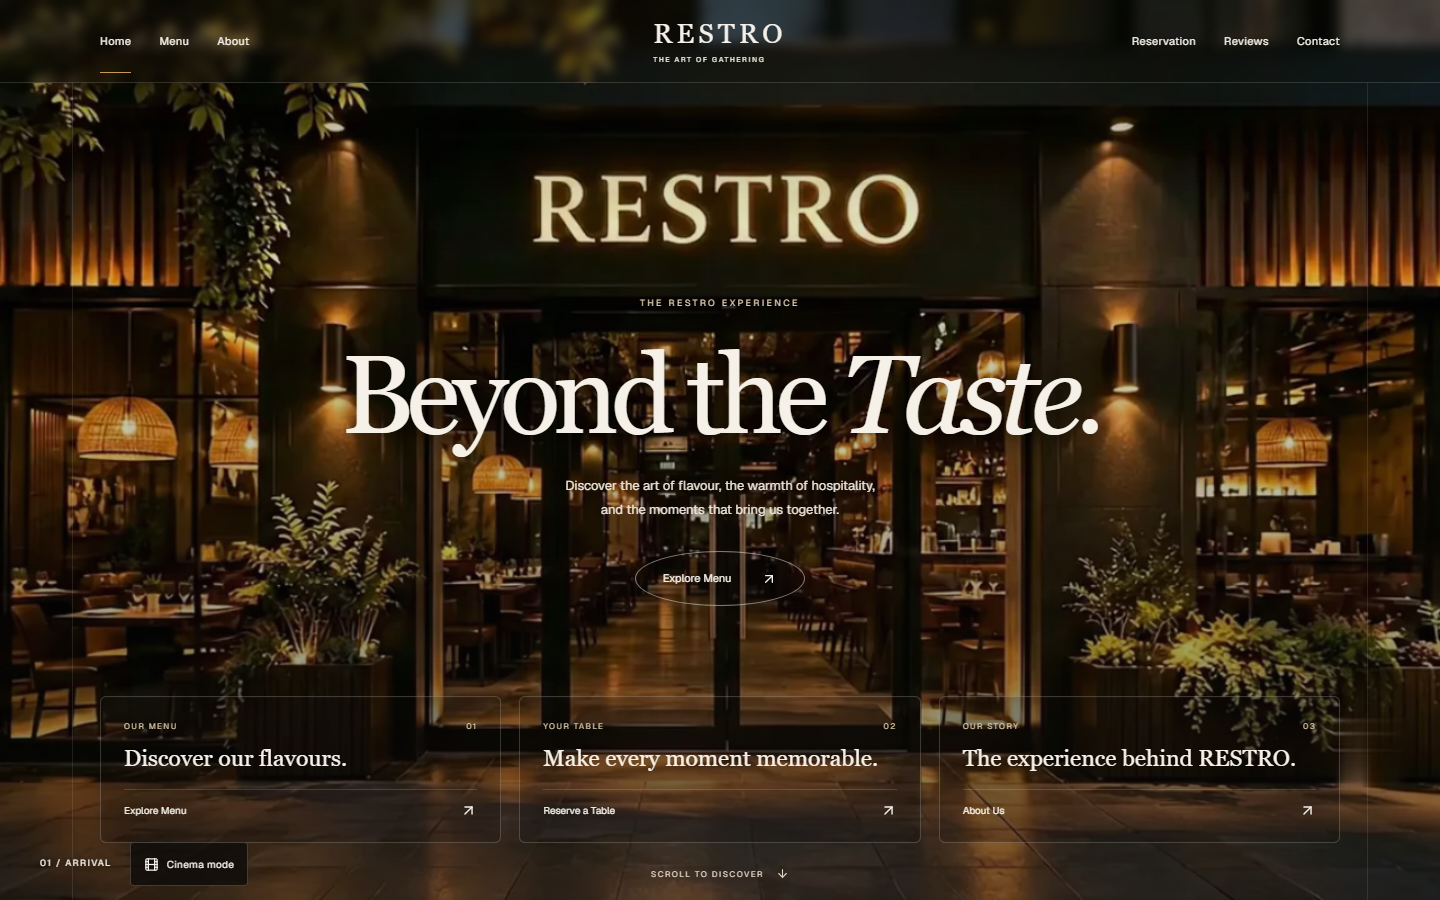 Home
Menu
About
RESTRO
THE ART OF GATHERING
Reservation
Reviews
Contact
RESTRO
THE RESTRO EXPERIENCE
Beyond the Taste.
Discover the art of flavour, the warmth of hospitality,
and the moments that bring us together.
Explore Menu
OUR MENU
01
Discover our flavours.
Explore Menu
YOUR TABLE
02
Make every moment memorable.
Reserve a Table
OUR STORY
03
The experience behind RESTRO.
About Us
01 / ARRIVAL
Cinema mode
SCROLL TO DISCOVER